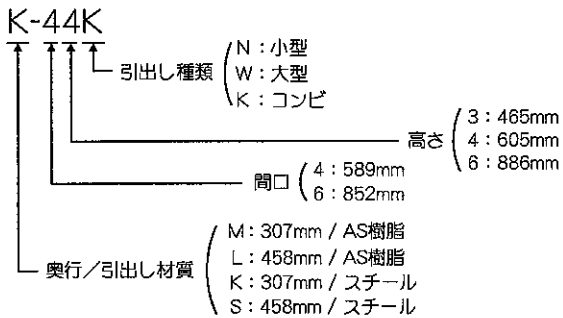 K-44K
引出し種類
N：小型
W：大型
K：コンビ
高さ
3：465mm
4：605mm
6：886mm
間口
4：589mm
6：852mm
奥行／引出し材質
M：307mm / AS樹脂
L：458mm / AS樹脂
K：307mm / スチール
S：458mm / スチール